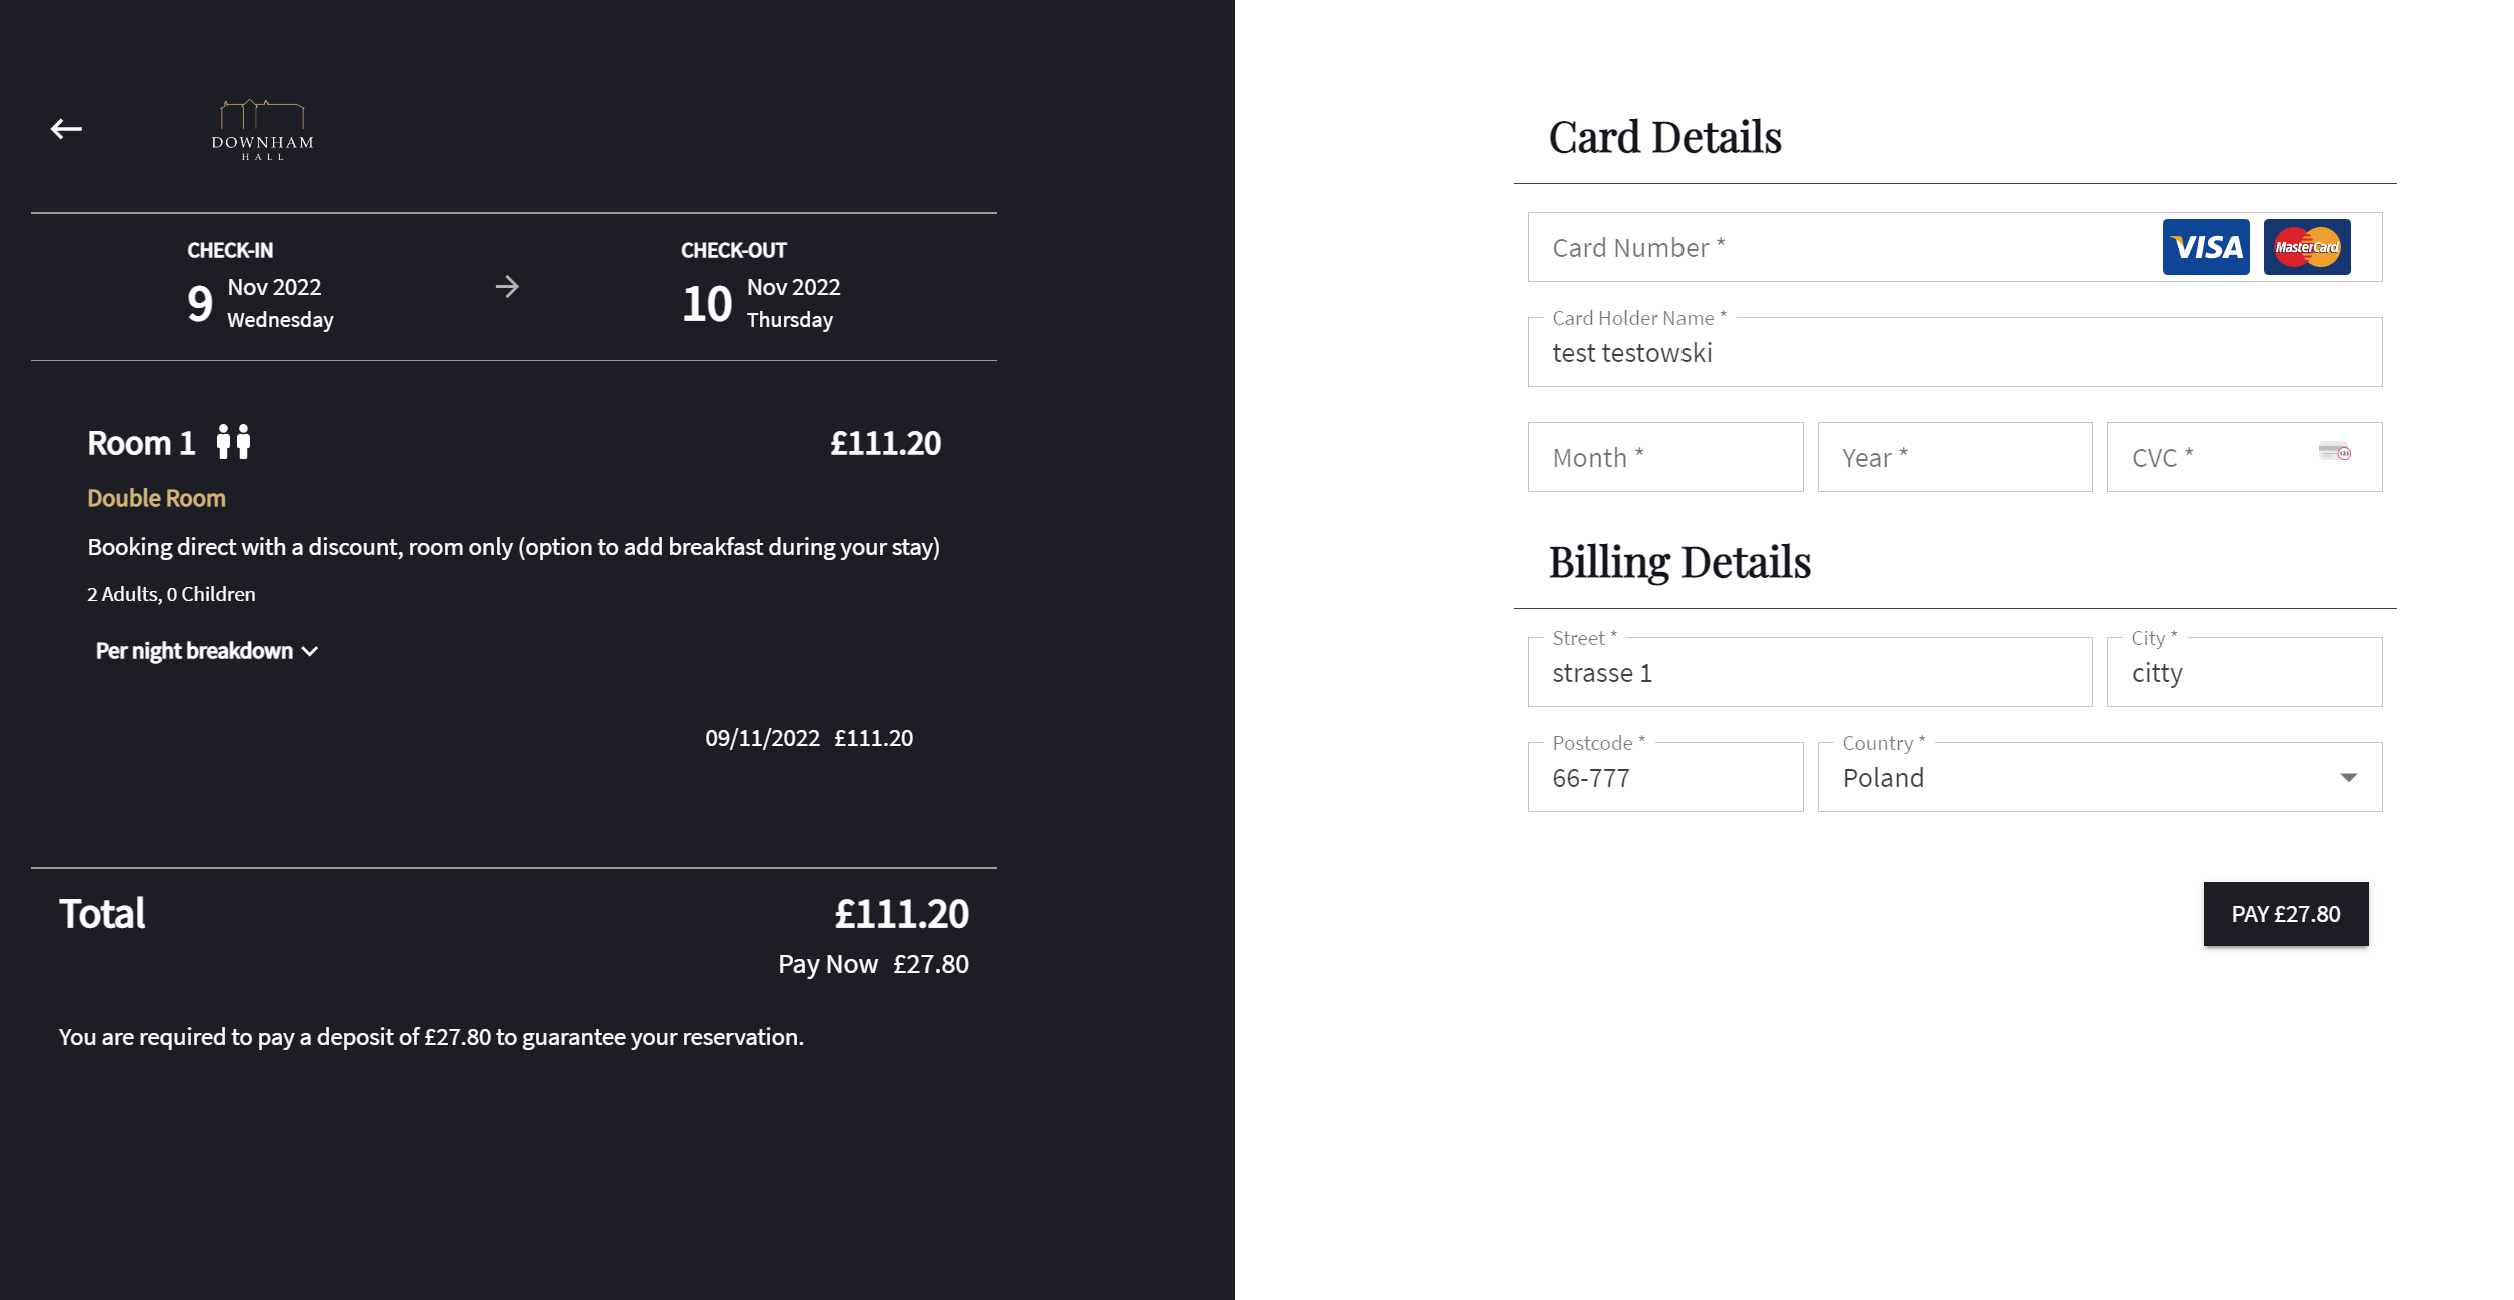 DOWNHAM
HALL
CHECK-IN
9 Nov 2022
Wednesday
CHECK-OUT
10 Nov 2022
Thursday
Room 1 £111.20
Double Room
Booking direct with a discount, room only (option to add breakfast during your stay)
2 Adults, 0 Children
Per night breakdown
09/11/2022 £111.20
Total £111.20
Pay Now £27.80
You are required to pay a deposit of £27.80 to guarantee your reservation.
Card Details
Card Number * VISA MasterCard
Card Holder Name *
test testowski
Month * Year * CVC * 123
Billing Details
Street * City *
strasse 1 citty
Postcode * Country *
66-777 Poland
PAY £27.80